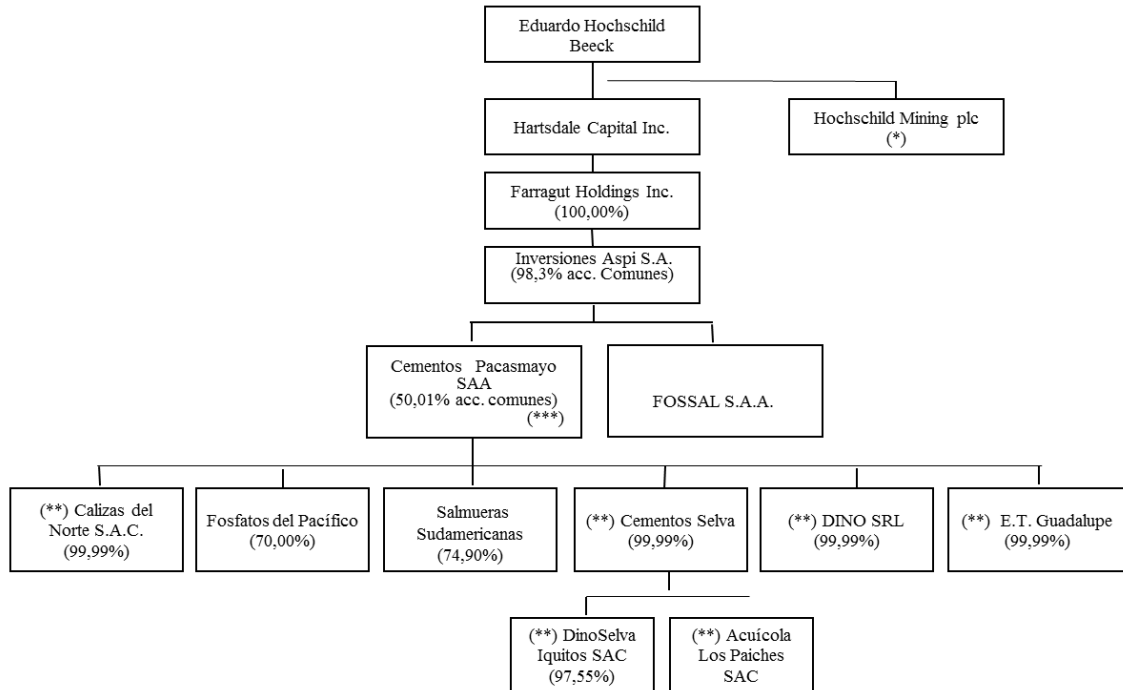 Eduardo Hochschild
Beeck
Hartsdale Capital Inc.
Hochschild Mining plc
(*)
Farragut Holdings Inc.
(100,00%)
Inversiones Aspi S.A.
(98,3% acc. Comunes)
Cementos Pacasmayo
SAA
(50,01% acc. comunes)
(***)
FOSSAL S.A.A.
(**) Calizas del
Norte S.A.C.
(99,99%)
Fosfatos del Pacífico
(70,00%)
Salmueras
Sudamericanas
(74,90%)
(**) Cementos Selva
(99,99%)
(**) DINO SRL
(99,99%)
(**) E.T. Guadalupe
(99,99%)
(**) DinoSelva
Iquitos SAC
(97,55%)
(**) Acuícola
Los Paiches
SAC